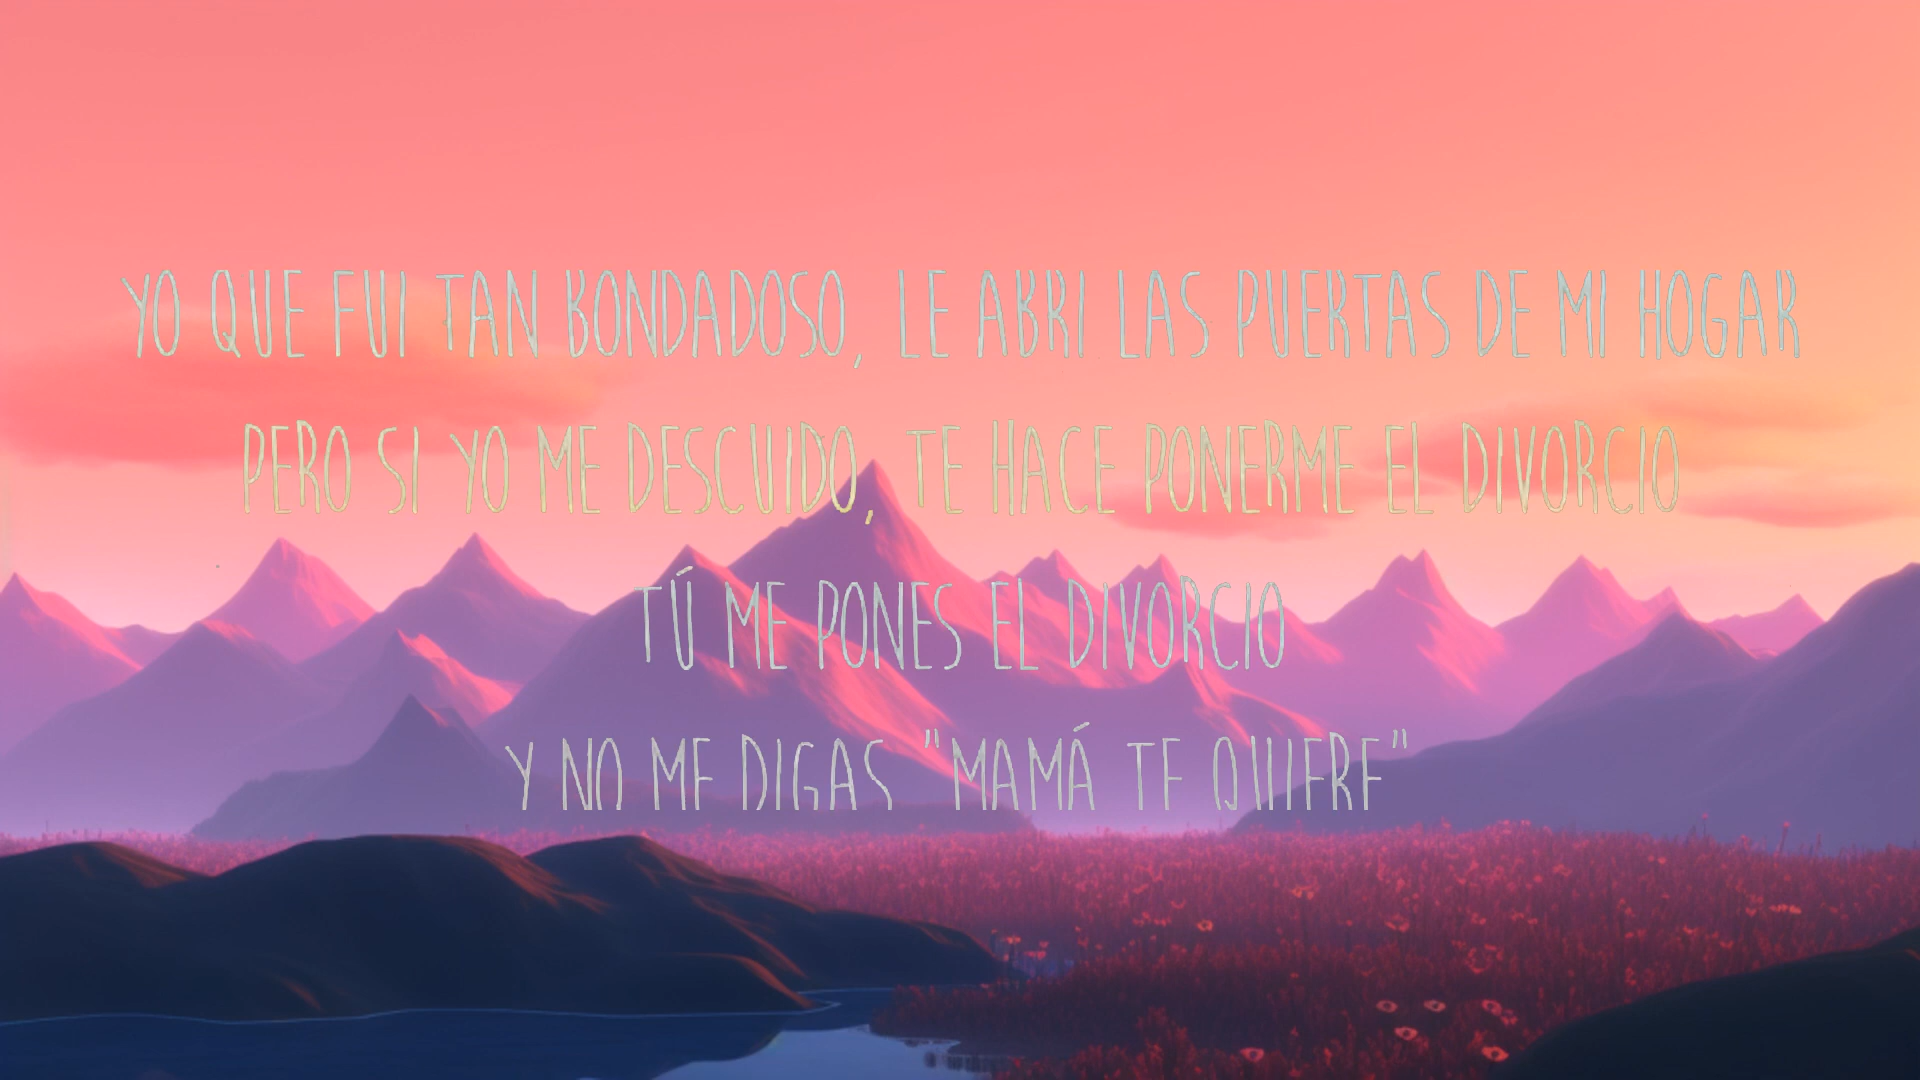 YO QUE FUI TAN BONDADOSO, LE ABRI LAS PUERTAS DE MI HOGAR
PERO SI YO ME DESCUIDO, TE HACE PONERME EL DIVORCIO
TÚ ME PONES EL DIVORCIO
Y NO ME DIGAS "MAMÁ TE QUIERE"